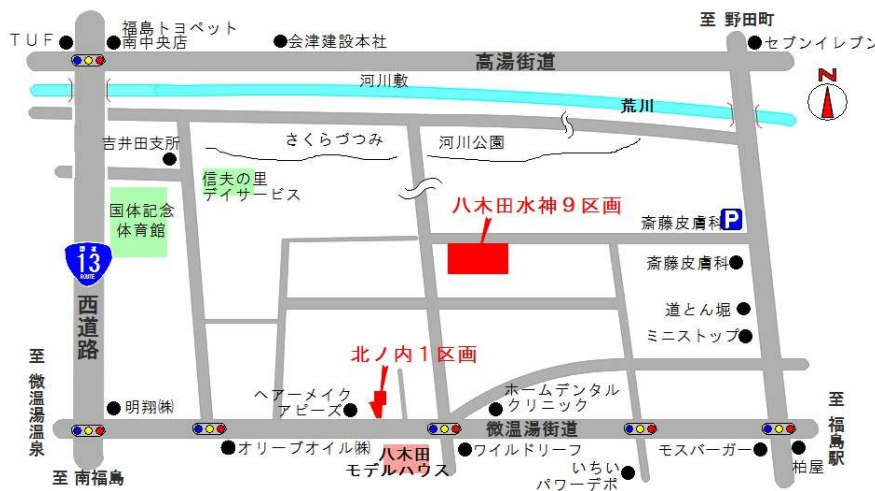 至 野田町
福島トヨペット
南中央店
TUF
会津建設本社
セブンイレブン
高湯街道
河川敷
荒川
N
さくらづつみ
河川公園
吉井田支所
信夫の里
デイサービス
国体記念
体育館
八木田水神9区画
斎藤皮膚科
P
国道
13
ROUTE
斎藤皮膚科
西道路
道とん堀
ミニストップ
北ノ内1区画
至 微温湯温泉
ヘアーメイク
アピーズ
ホームデンタル
クリニック
明翔㈱
至 福島駅
微温湯街道
オリーブオイル㈱
八木田
モデルハウス
ワイルドリーフ
モスバーガー
柏屋
いちい
パワーデポ
至 南福島